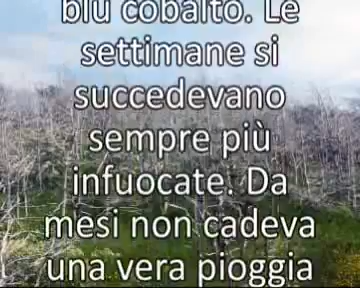 blu cobalto. Le
settimane si
succedevano
sempre più
infuocate. Da
mesi non cadeva
una vera pioggia